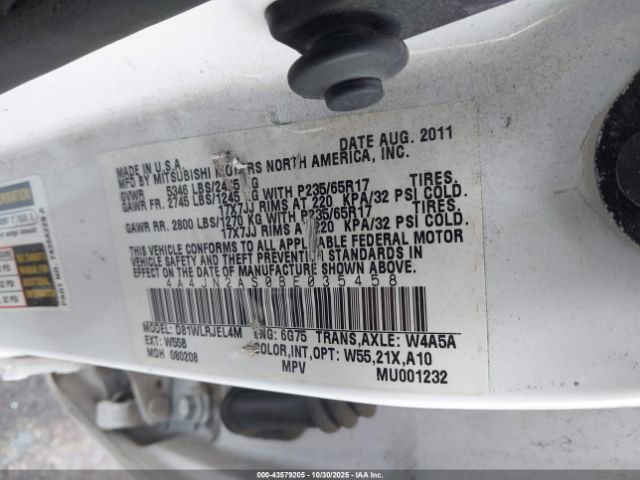 MADE IN U.S.A. DATE AUG. 2011
MFD BY MITSUBISHI MOTORS NORTH AMERICA, INC.
GVWR 5346 LBS/2425 KG
GAWR FR. 2745 LBS/1245 KG WITH P235/65R17 TIRES,
17X7JJ RIMS AT 220 KPA/32 PSI COLD.
GAWR RR. 2800 LBS/1270 KG WITH P235/65R17 TIRES,
17X7JJ RIMS AT 220 KPA/32 PSI COLD.
THIS VEHICLE CONFORMS TO ALL APPLICABLE FEDERAL MOTOR
VEHICLE SAFETY AND THEFT PREVENTION STANDARDS IN
EFFECT ON THE DATE OF MANUFACTURE SHOWN ABOVE.
4A4JN2AS0BE035458
MODEL: D81WLRJEL4M ENG: 6G75 TRANS,AXLE: W4A5A
EXT: W55B COLOR,INT,OPT: W55,21X,A10
MDH 080208 MPV MU001232
000-43579205 - 10/30/2025 - IAAI.COM